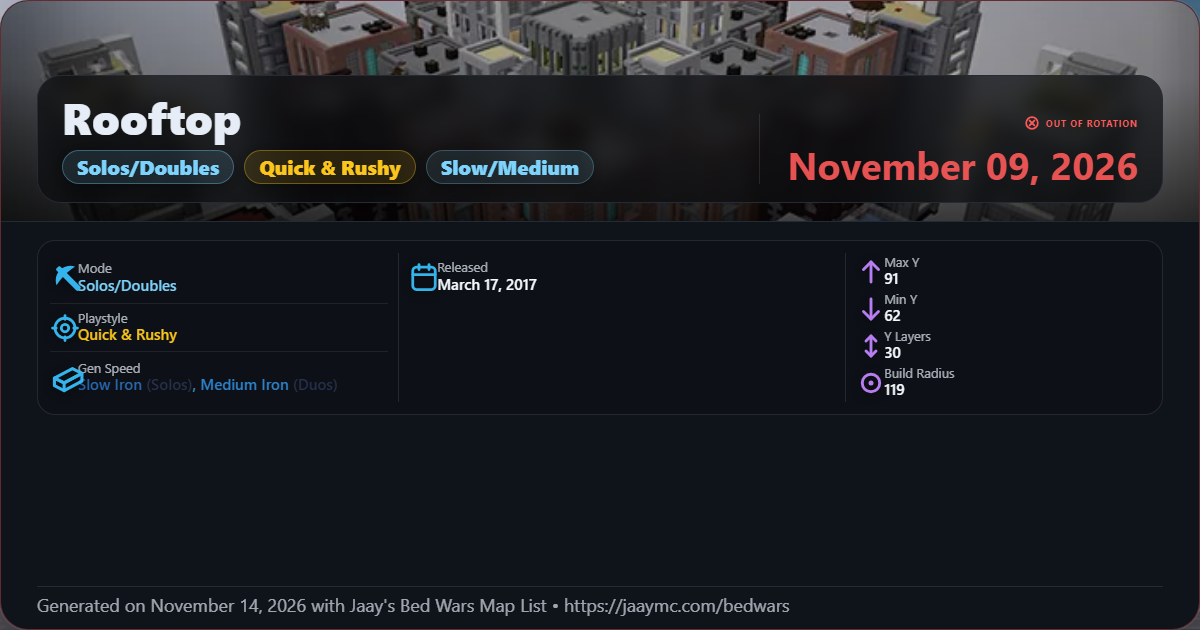 Rooftop
Solos/Doubles
Quick & Rushy
Slow/Medium
OUT OF ROTATION
November 09, 2026
Mode
Solos/Doubles
Playstyle
Quick & Rushy
Gen Speed
Slow Iron (Solos), Medium Iron (Duos)
Released
March 17, 2017
Max Y
91
Min Y
62
Y Layers
30
Build Radius
119
Generated on November 14, 2026 with Jaay's Bed Wars Map List • https://jaaymc.com/bedwars